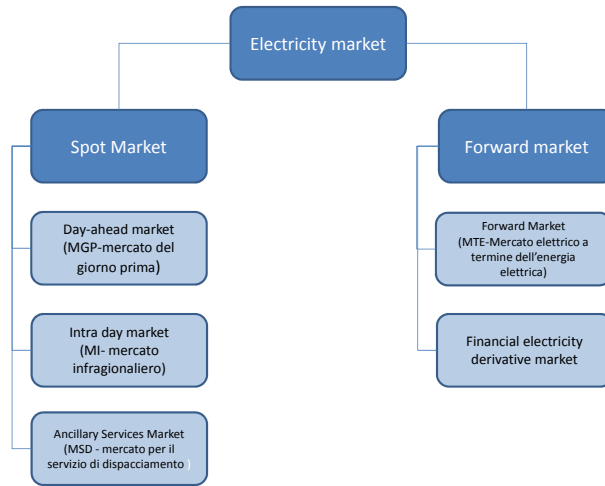 Electricity market
Spot Market
Forward market
Day-ahead market
(MGP-mercato del
giorno prima)
Forward Market
(MTE-Mercato elettrico a
termine dell'energia
elettrica)
Intra day market
(MI- mercato
infragionaliero)
Financial electricity
derivative market
Ancillary Services Market
(MSD - mercato per il
servizio di dispacciamento )